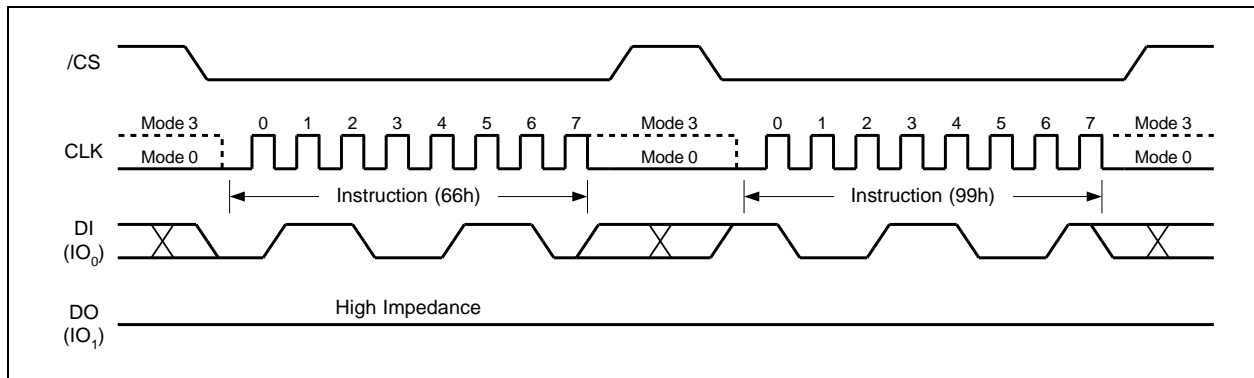 /CS
Mode 3 0 1 2 3 4 5 6 7 Mode 3 0 1 2 3 4 5 6 7 Mode 3
CLK Mode 0 Mode 0 Mode 0
Instruction (66h) Instruction (99h)
DI
(IO₀)
High Impedance
DO
(IO₁)